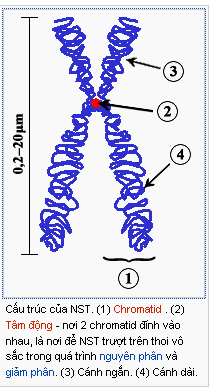 0,2–20μm
3
2
4
1
Cấu trúc của NST. (1) Chromatid . (2)
Tâm động - nơi 2 chromatid đính vào
nhau, là nơi để NST trượt trên thoi vô
sắc trong quá trình nguyên phân và
giảm phân. (3) Cánh ngắn. (4) Cánh dài.